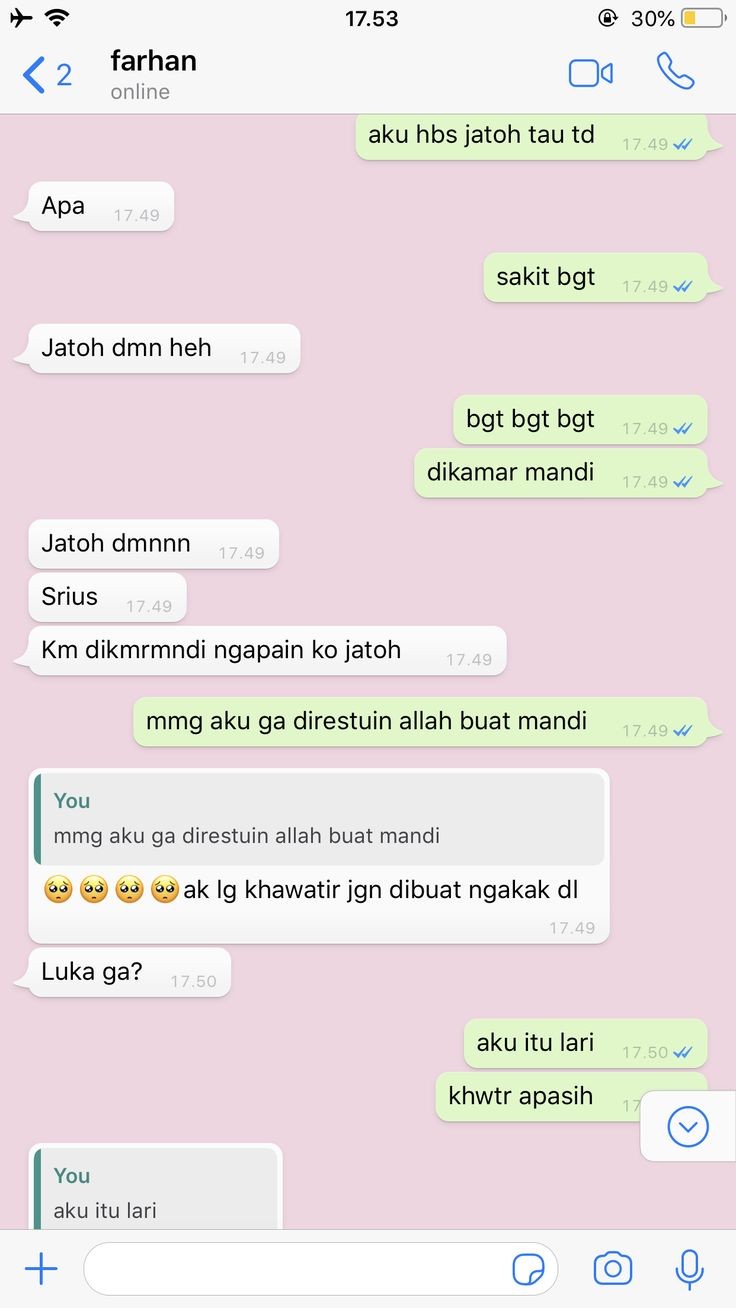 17.53
30%
2
farhan
online
aku hbs jatoh tau td 17.49
Apa 17.49
sakit bgt 17.49
Jatoh dmn heh 17.49
bgt bgt bgt 17.49
dikamar mandi 17.49
Jatoh dmnnn 17.49
Srius 17.49
Km dikmrmndi ngapain ko jatoh 17.49
mmg aku ga direstuin allah buat mandi 17.49
You
mmg aku ga direstuin allah buat mandi
🥺🥺🥺🥺ak lg khawatir jgn dibuat ngakak dl
17.49
Luka ga? 17.50
aku itu lari 17.50
khwtr apasih 17
You
aku itu lari